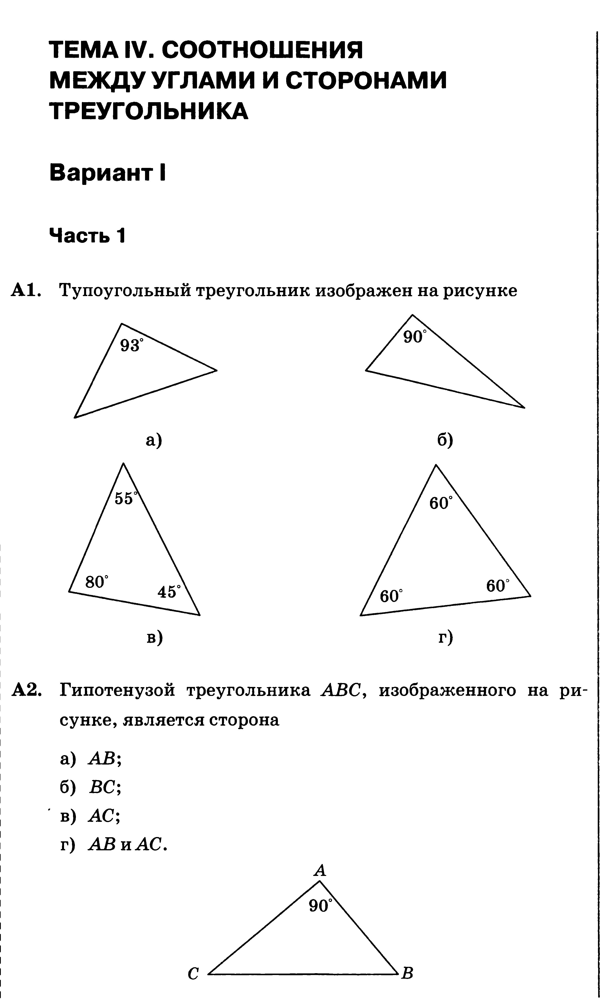 ТЕМА IV. СООТНОШЕНИЯ
МЕЖДУ УГЛАМИ И СТОРОНАМИ
ТРЕУГОЛЬНИКА
Вариант I
Часть 1
А1. Тупоугольный треугольник изображен на рисунке
93°
90°
а)
б)
55°
80°
45°
60°
60°
60°
в)
г)
А2. Гипотенузой треугольника ABC, изображенного на ри-
сунке, является сторона
а) AB;
б) BC;
в) AC;
г) AB и AC.
A
90°
C
B